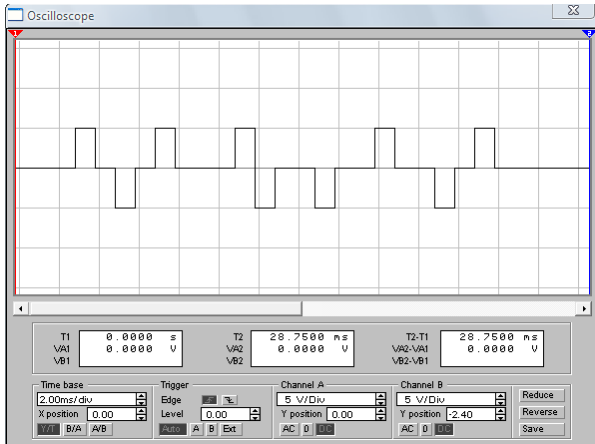 Oscilloscope
1 2
T1 0.0000 s T2 28.7500 ms T2-T1 28.7500 ms
VA1 0.0000 V VA2 0.0000 V VA2-VA1 0.0000 V
VB1 VB2 VB2-VB1
Time base Trigger Channel A Channel B
2.00ms/div Edge 5 V/Div 5 V/Div Reduce
X position 0.00 Level 0.00 Y position 0.00 Y position -2.40 Reverse
Y/T B/A A/B Auto A B Ext AC 0 DC AC 0 DC Save